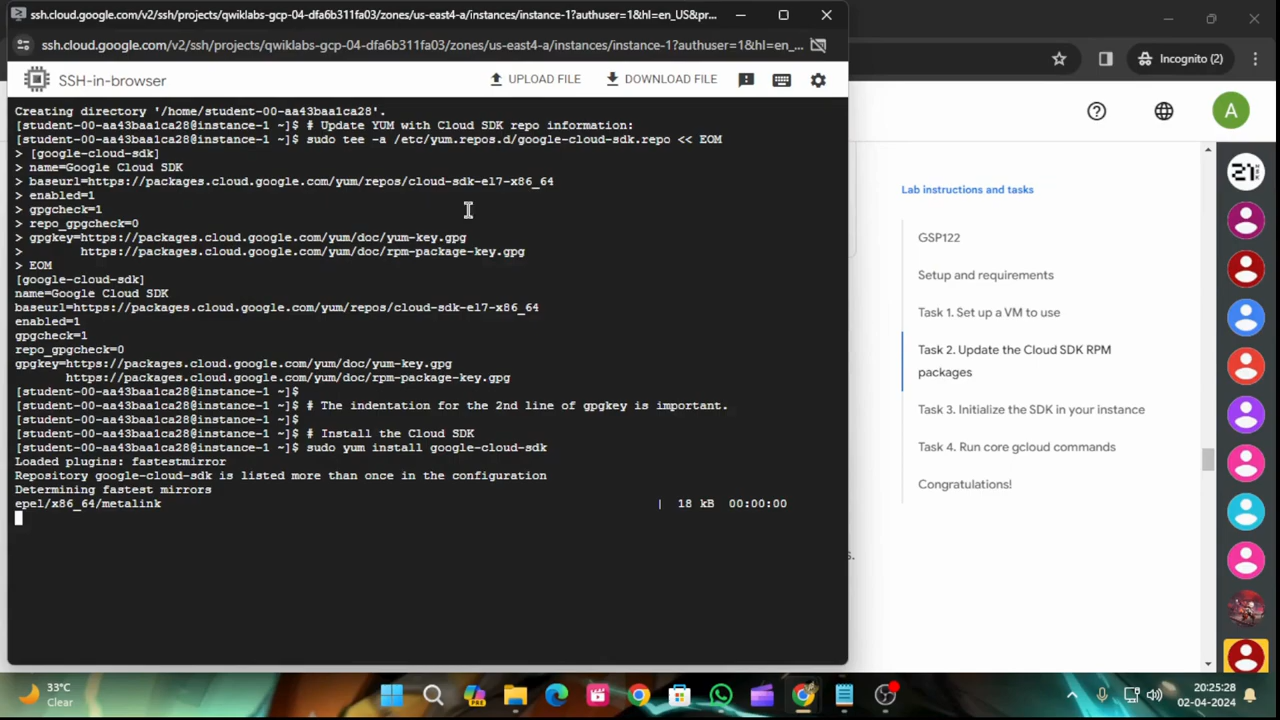 ssh.cloud.google.com/v2/ssh/projects/qwiklabs-gcp-04-dfa6b311fa03/zones/us-east4-a/instances/instance-1?authuser=1&hl=en_US&pr...
ssh.cloud.google.com/v2/ssh/projects/qwiklabs-gcp-04-dfa6b311fa03/zones/us-east4-a/instances/instance-1?authuser=1&hl=en_...
Incognito (2)
SSH-in-browser
UPLOAD FILE
DOWNLOAD FILE
A
Creating directory '/home/student-00-aa43baa1ca28'.
[student-00-aa43baa1ca28@instance-1 ~]$ # Update YUM with Cloud SDK repo information:
[student-00-aa43baa1ca28@instance-1 ~]$ sudo tee -a /etc/yum.repos.d/google-cloud-sdk.repo << EOM
> [google-cloud-sdk]
> name=Google Cloud SDK
> baseurl=https://packages.cloud.google.com/yum/repos/cloud-sdk-el7-x86_64
> enabled=1
> gpgcheck=1
> repo_gpgcheck=0
> gpgkey=https://packages.cloud.google.com/yum/doc/yum-key.gpg
>        https://packages.cloud.google.com/yum/doc/rpm-package-key.gpg
> EOM
[google-cloud-sdk]
name=Google Cloud SDK
baseurl=https://packages.cloud.google.com/yum/repos/cloud-sdk-el7-x86_64
enabled=1
gpgcheck=1
repo_gpgcheck=0
gpgkey=https://packages.cloud.google.com/yum/doc/yum-key.gpg
       https://packages.cloud.google.com/yum/doc/rpm-package-key.gpg
[student-00-aa43baa1ca28@instance-1 ~]$
[student-00-aa43baa1ca28@instance-1 ~]$ # The indentation for the 2nd line of gpgkey is important.
[student-00-aa43baa1ca28@instance-1 ~]$
[student-00-aa43baa1ca28@instance-1 ~]$ # Install the Cloud SDK
[student-00-aa43baa1ca28@instance-1 ~]$ sudo yum install google-cloud-sdk
Loaded plugins: fastestmirror
Repository google-cloud-sdk is listed more than once in the configuration
Determining fastest mirrors
epel/x86_64/metalink | 18 kB 00:00:00
Lab instructions and tasks
GSP122
Setup and requirements
Task 1. Set up a VM to use
Task 2. Update the Cloud SDK RPM
packages
Task 3. Initialize the SDK in your instance
Task 4. Run core gcloud commands
Congratulations!
s.
21
33°C
Clear
PRE
20:25:28
02-04-2024